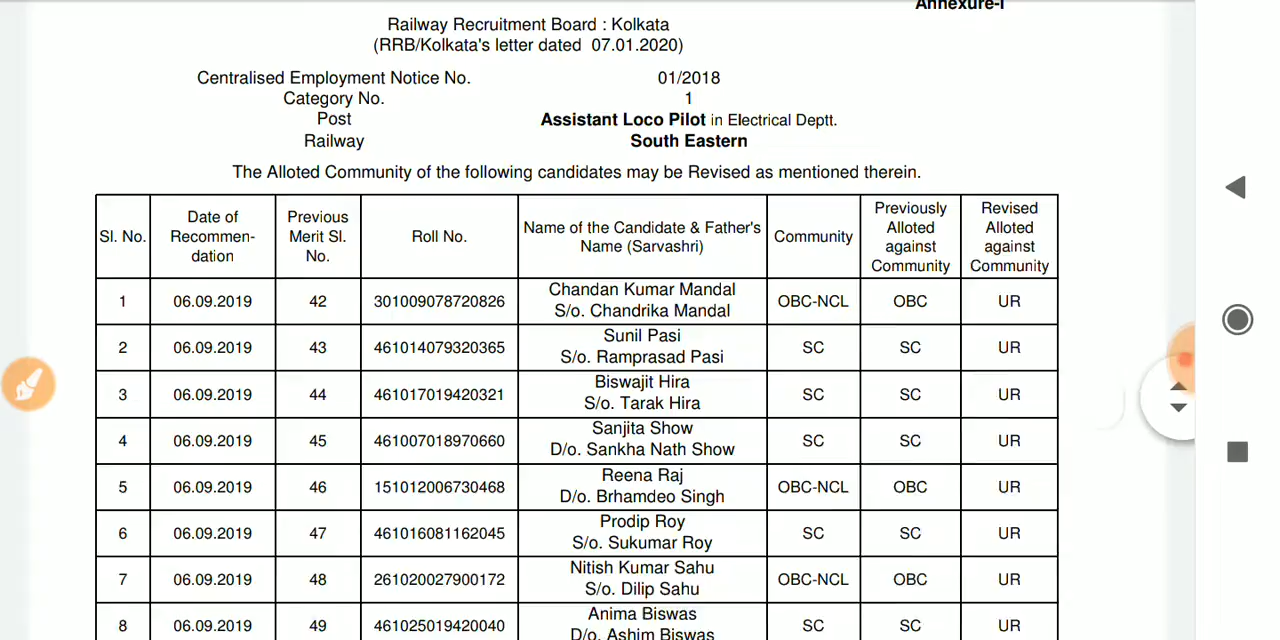 Annexure-I
Railway Recruitment Board : Kolkata
(RRB/Kolkata's letter dated 07.01.2020)
Centralised Employment Notice No. 01/2018
Category No. 1
Post Assistant Loco Pilot in Electrical Deptt.
Railway South Eastern
The Alloted Community of the following candidates may be Revised as mentioned therein.
Sl. No. Date of Recommen-dation Previous Merit Sl. No. Roll No. Name of the Candidate & Father's Name (Sarvashri) Community Previously Alloted against Community Revised Alloted against Community
1 06.09.2019 42 301009078720826 Chandan Kumar Mandal S/o. Chandrika Mandal OBC-NCL OBC UR
2 06.09.2019 43 461014079320365 Sunil Pasi S/o. Ramprasad Pasi SC SC UR
3 06.09.2019 44 461017019420321 Biswajit Hira S/o. Tarak Hira SC SC UR
4 06.09.2019 45 461007018970660 Sanjita Show D/o. Sankha Nath Show SC SC UR
5 06.09.2019 46 151012006730468 Reena Raj D/o. Brhamdeo Singh OBC-NCL OBC UR
6 06.09.2019 47 461016081162045 Prodip Roy S/o. Sukumar Roy SC SC UR
7 06.09.2019 48 261020027900172 Nitish Kumar Sahu S/o. Dilip Sahu OBC-NCL OBC UR
8 06.09.2019 49 461025019420040 Anima Biswas D/o. Ashim Biswas SC SC UR